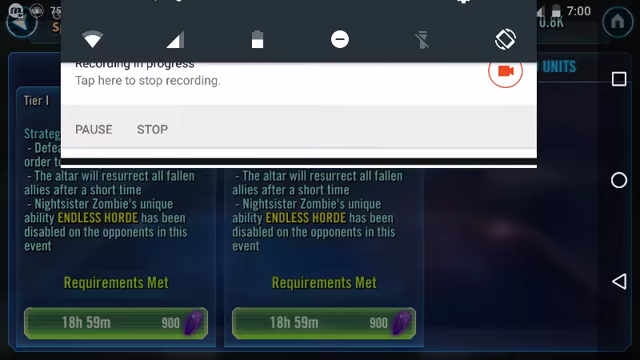 75
7:00
0.8K
Recording in progress
Tap here to stop recording.
UNITS
PAUSE STOP
Tier I
Strateg
- Defea
order to
- The altar will resurrect all fallen
allies after a short time
- Nightsister Zombie's unique
ability ENDLESS HORDE has been
disabled on the opponents in this
event
Requirements Met
18h 59m 900
- The altar will resurrect all fallen
allies after a short time
- Nightsister Zombie's unique
ability ENDLESS HORDE has been
disabled on the opponents in this
event
Requirements Met
18h 59m 900